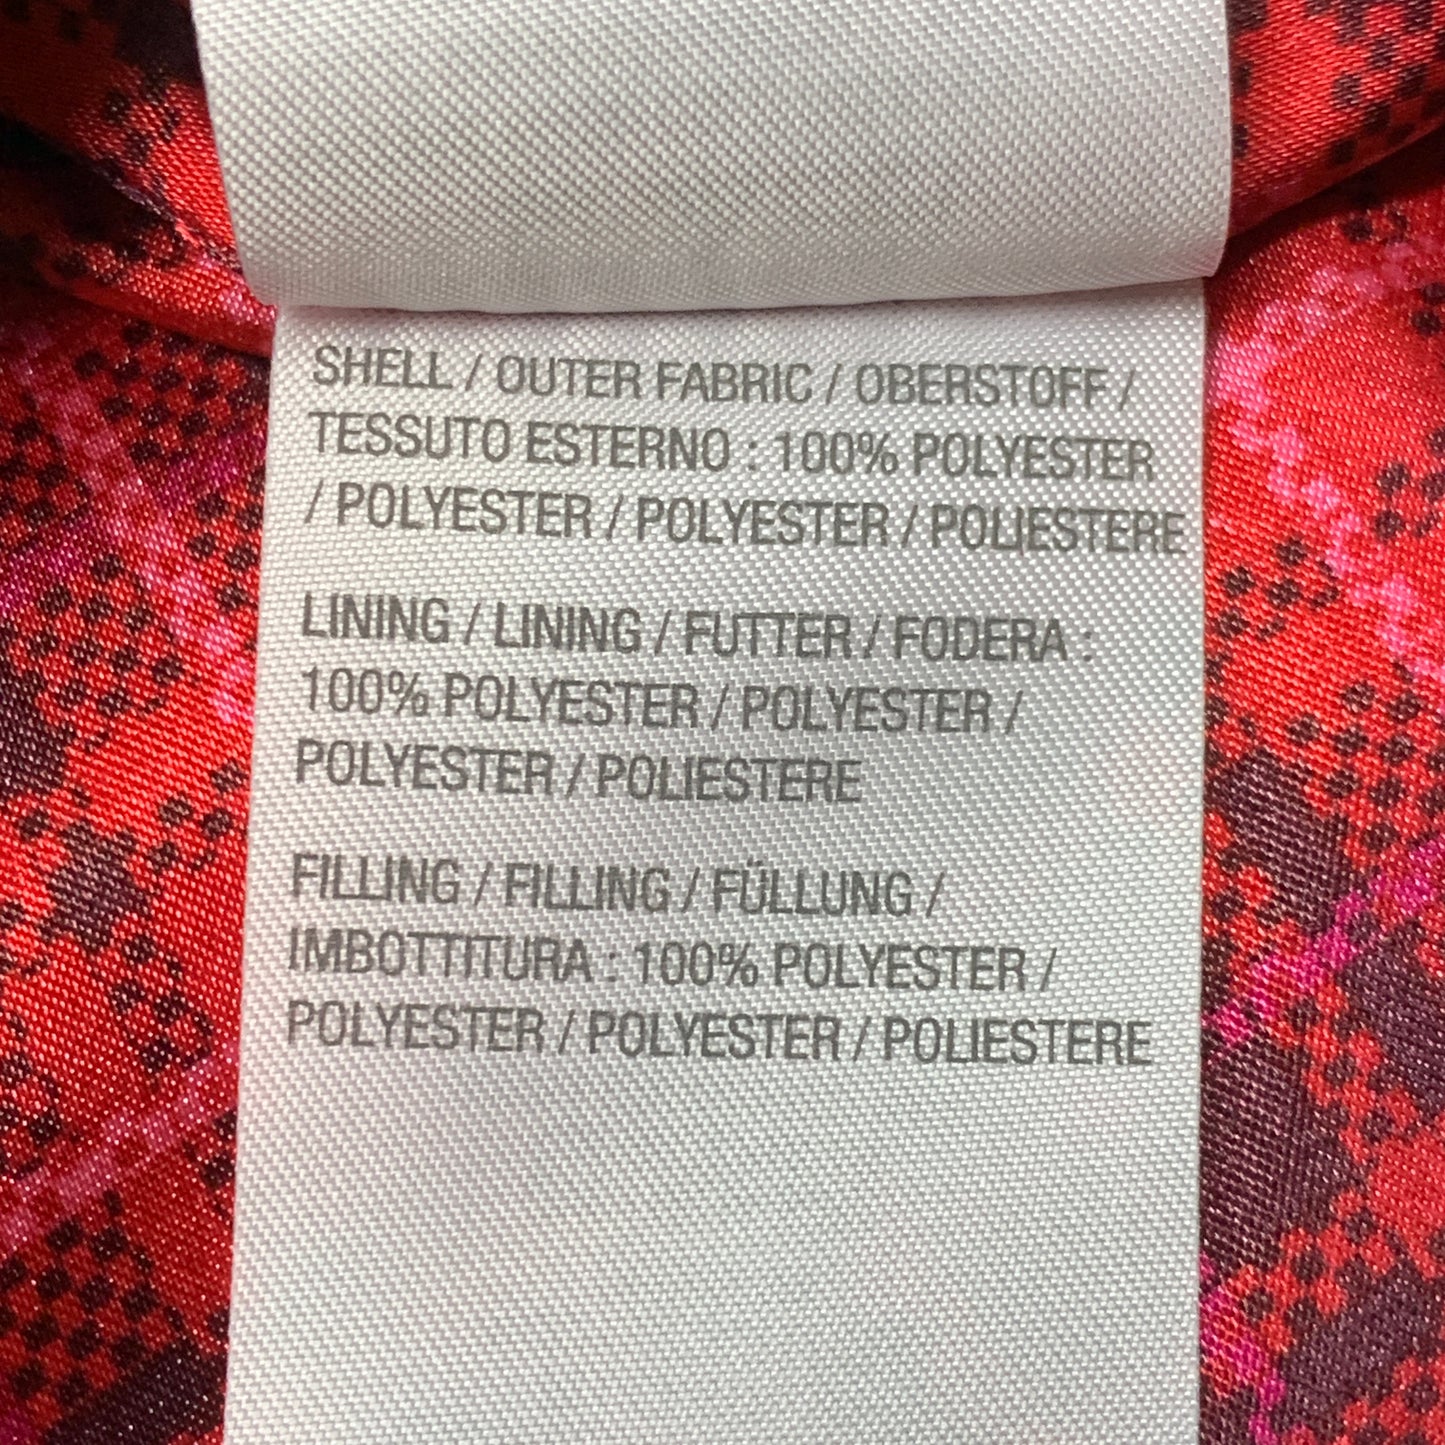 SHELL / OUTER FABRIC / OBERSTOFF /
TESSUTO ESTERNO : 100% POLYESTER
/ POLYESTER / POLYESTER / POLIESTERE
LINING / LINING / FUTTER / FODERA :
100% POLYESTER / POLYESTER /
POLYESTER / POLIESTERE
FILLING / FILLING / FÜLLUNG /
IMBOTTITURA : 100% POLYESTER /
POLYESTER / POLYESTER / POLIESTERE